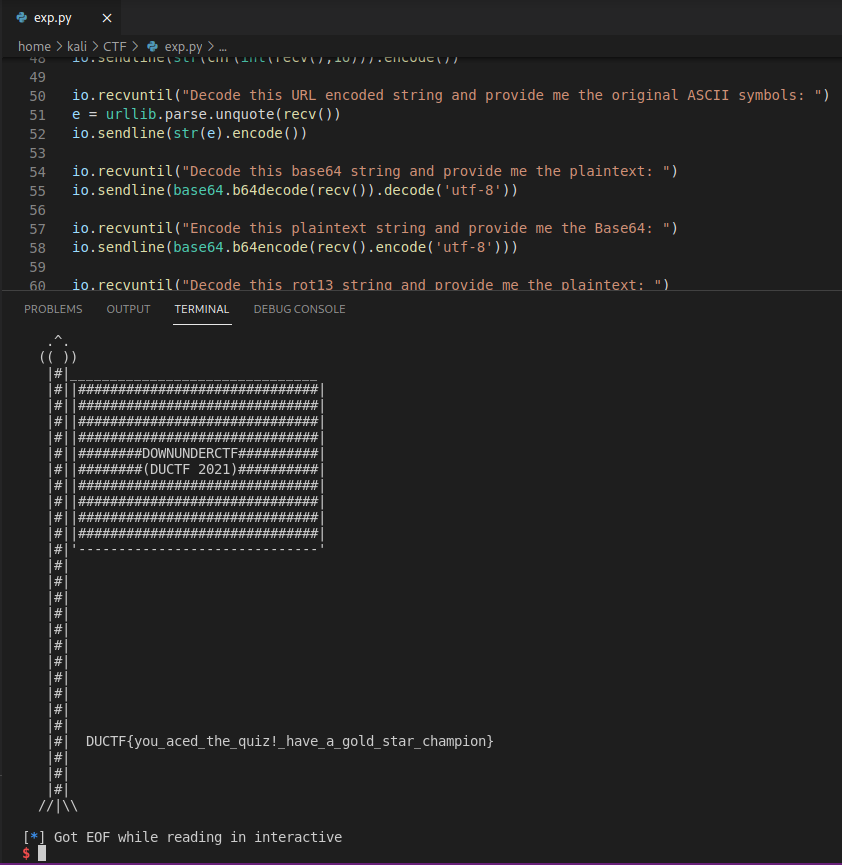 exp.py ×
home > kali > CTF > exp.py > ...
48 io.sendline(str(chr(int(recv(),16))).encode())
49
50 io.recvuntil("Decode this URL encoded string and provide me the original ASCII symbols: ")
51 e = urllib.parse.unquote(recv())
52 io.sendline(str(e).encode())
53
54 io.recvuntil("Decode this base64 string and provide me the plaintext: ")
55 io.sendline(base64.b64decode(recv()).decode('utf-8'))
56
57 io.recvuntil("Encode this plaintext string and provide me the Base64: ")
58 io.sendline(base64.b64encode(recv().encode('utf-8')))
59
60 io.recvuntil("Decode this rot13 string and provide me the plaintext: ")
PROBLEMS OUTPUT TERMINAL DEBUG CONSOLE
    .^.
  (( ))
   |#|_______________________________
   |#||##############################|
   |#||##############################|
   |#||##############################|
   |#||##############################|
   |#||########DOWNUNDERCTF##########|
   |#||########(DUCTF 2021)##########|
   |#||##############################|
   |#||##############################|
   |#||##############################|
   |#||##############################|
   |#|'------------------------------'
   |#|
   |#|
   |#|
   |#|
   |#|
   |#|
   |#|
   |#|
   |#|
   |#|
   |#|
   |#|  DUCTF{you_aced_the_quiz!_have_a_gold_star_champion}
   |#|
   |#|
   |#|
  //|\\
[*] Got EOF while reading in interactive
$